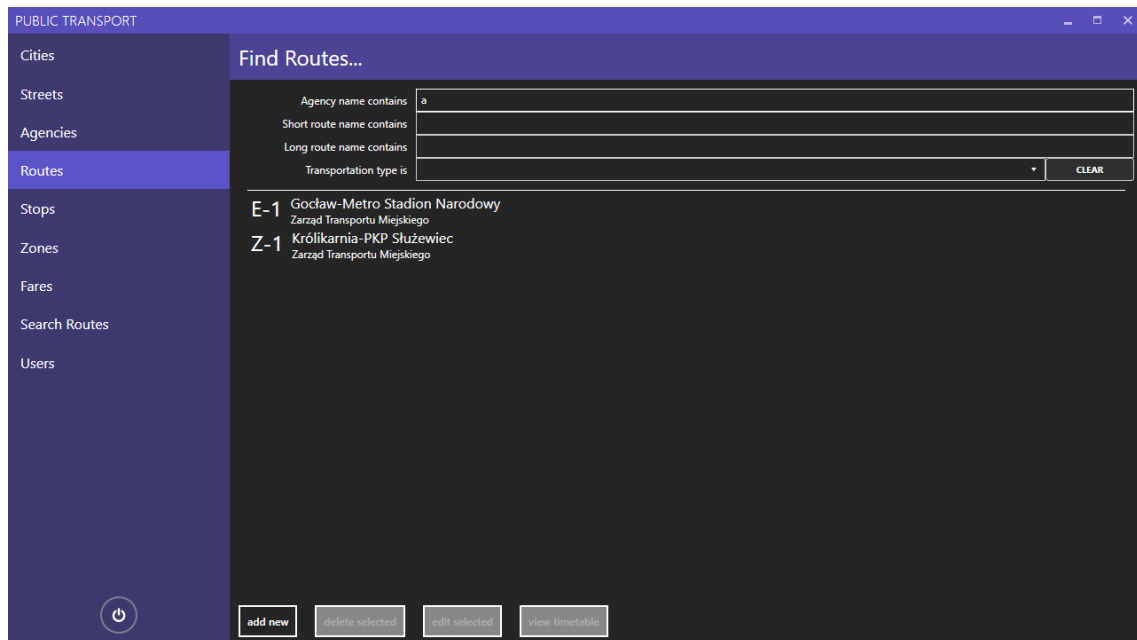 PUBLIC TRANSPORT
Cities
Streets
Agencies
Routes
Stops
Zones
Fares
Search Routes
Users
Find Routes...
Agency name contains a
Short route name contains
Long route name contains
Transportation type is CLEAR
E-1 Gocław-Metro Stadion Narodowy
Zarząd Transportu Miejskiego
Z-1 Królikarnia-PKP Służewiec
Zarząd Transportu Miejskiego
add new delete selected edit selected view timetable